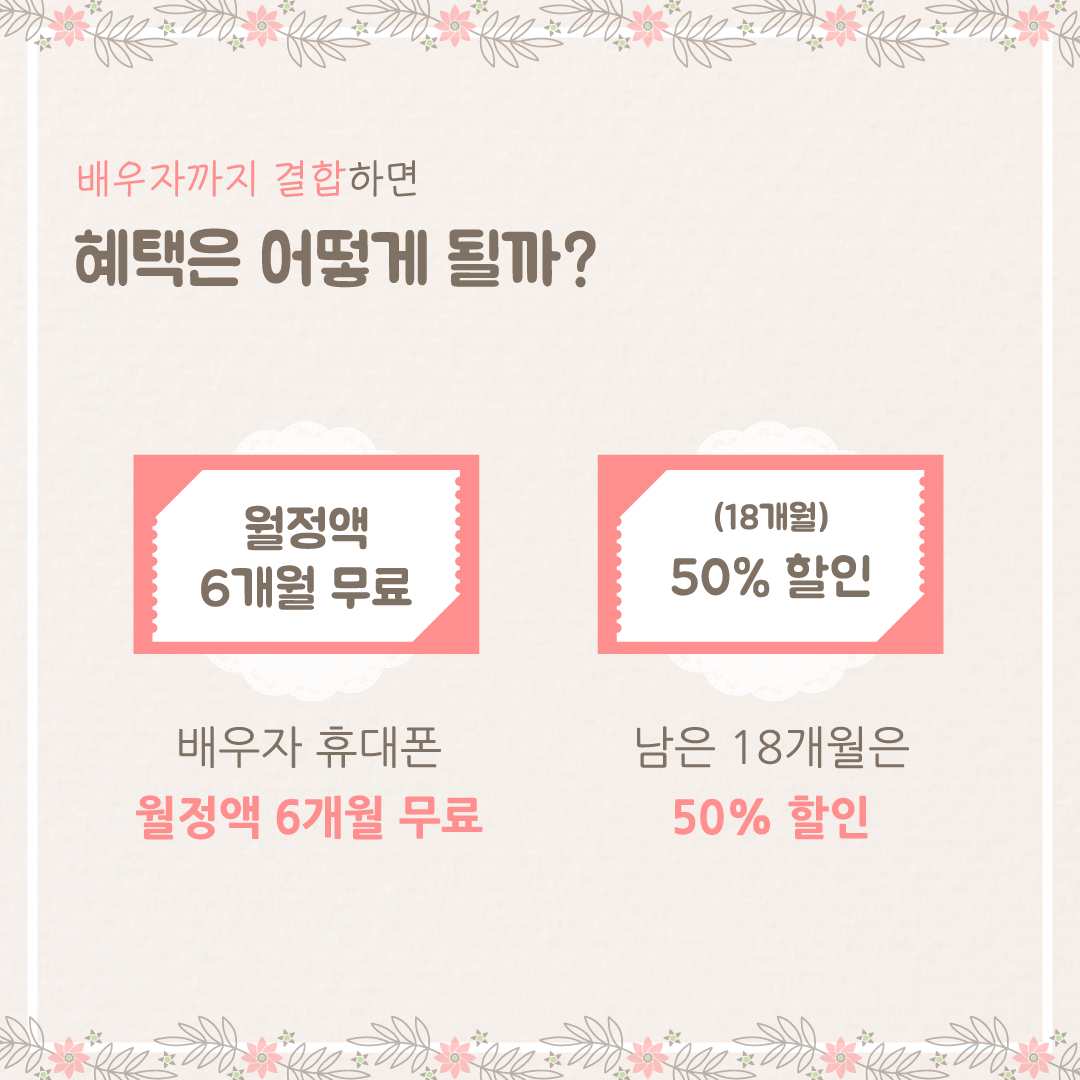 배우자까지 결합하면
혜택은 어떻게 될까?
월정액
6개월 무료
배우자 휴대폰
월정액 6개월 무료
(18개월)
50% 할인
남은 18개월은
50% 할인